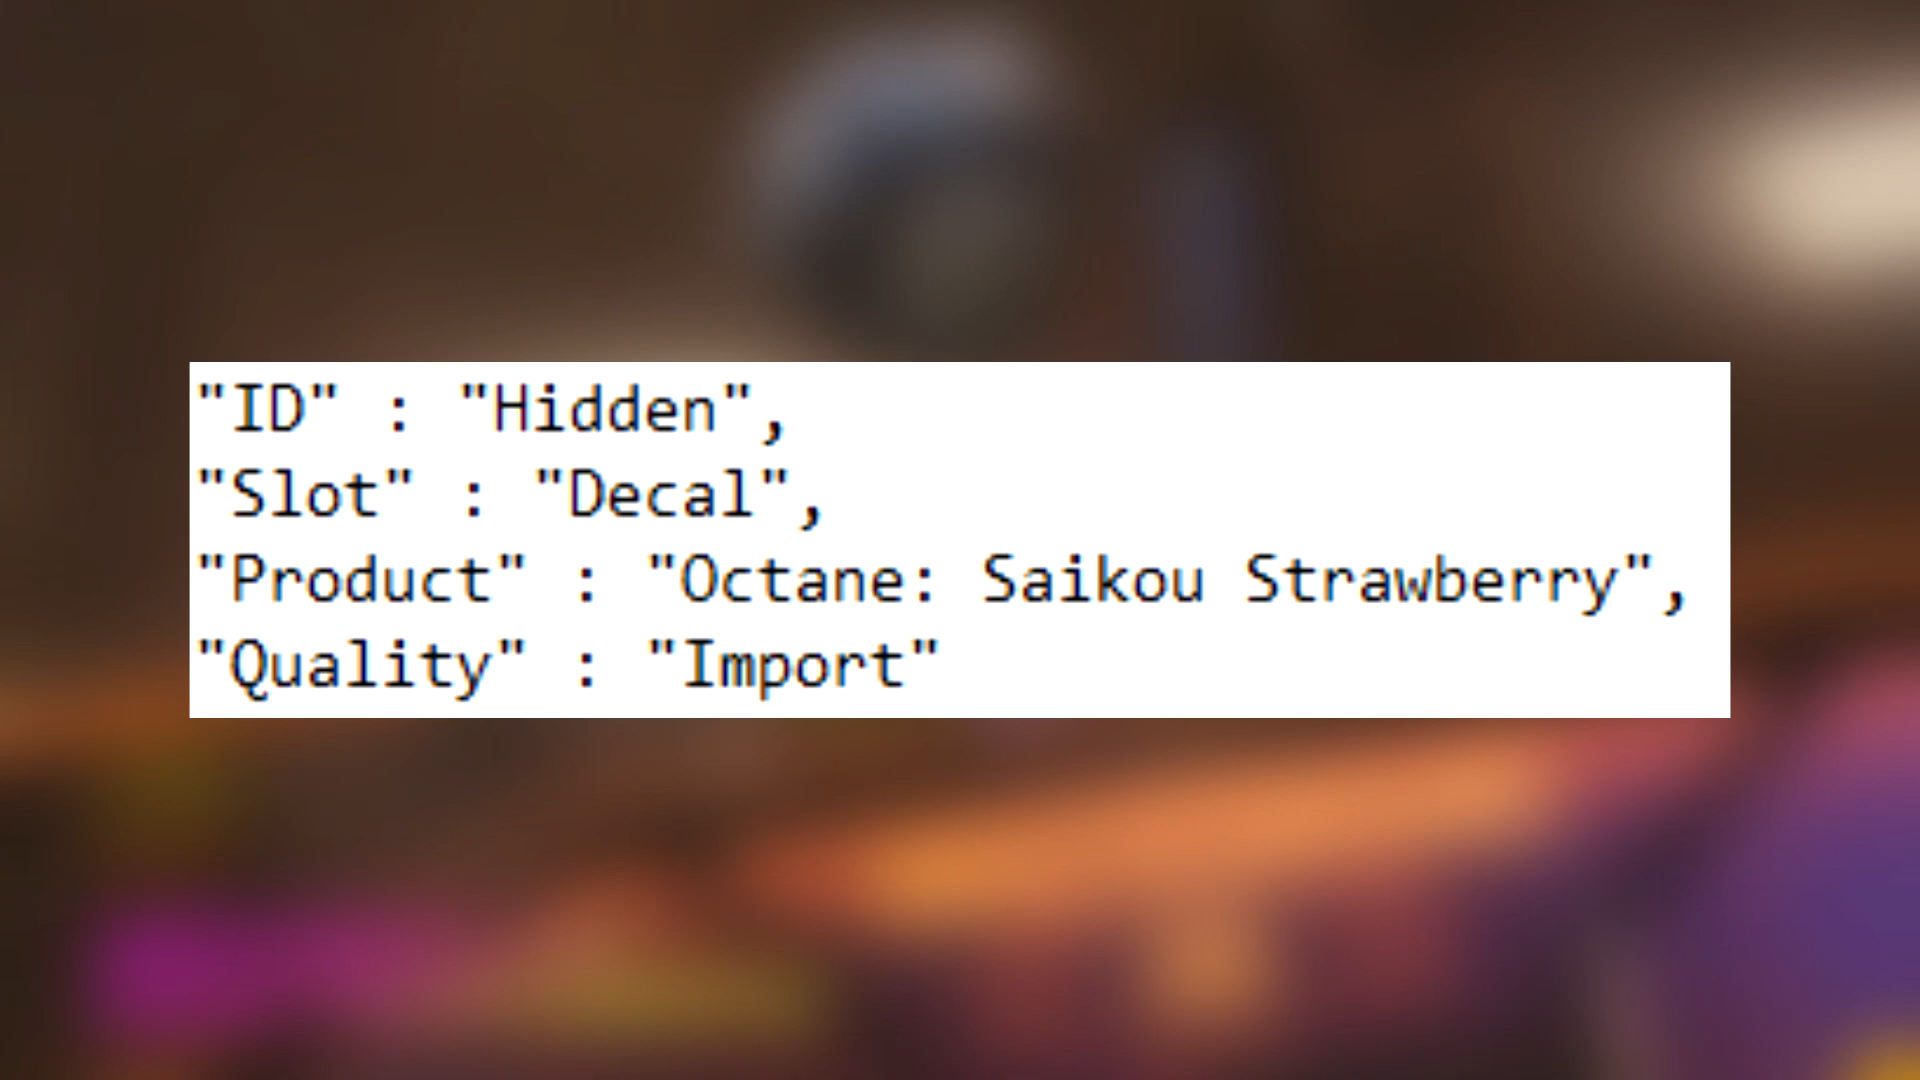 "ID" : "Hidden",
"Slot" : "Decal",
"Product" : "Octane: Saikou Strawberry",
"Quality" : "Import"